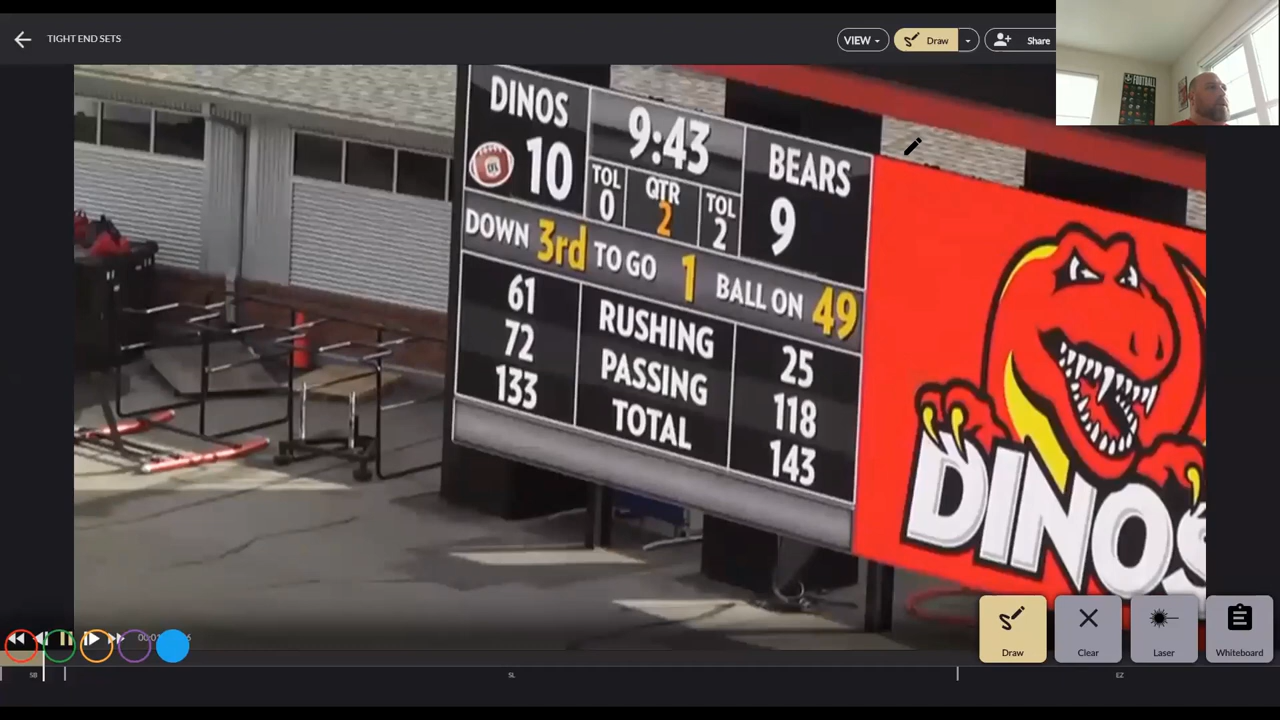 TIGHT END SETS
VIEW
Draw
Share
FOOTBALL
DINOS
10
9:43
BEARS
9
TOL
0
QTR
2
TOL
2
DOWN 3rd TO GO 1 BALL ON 49
61 RUSHING 25
72 PASSING 118
133 TOTAL 143
DINOS
Draw
Clear
Laser
Whiteboard
SB
SL
EZ